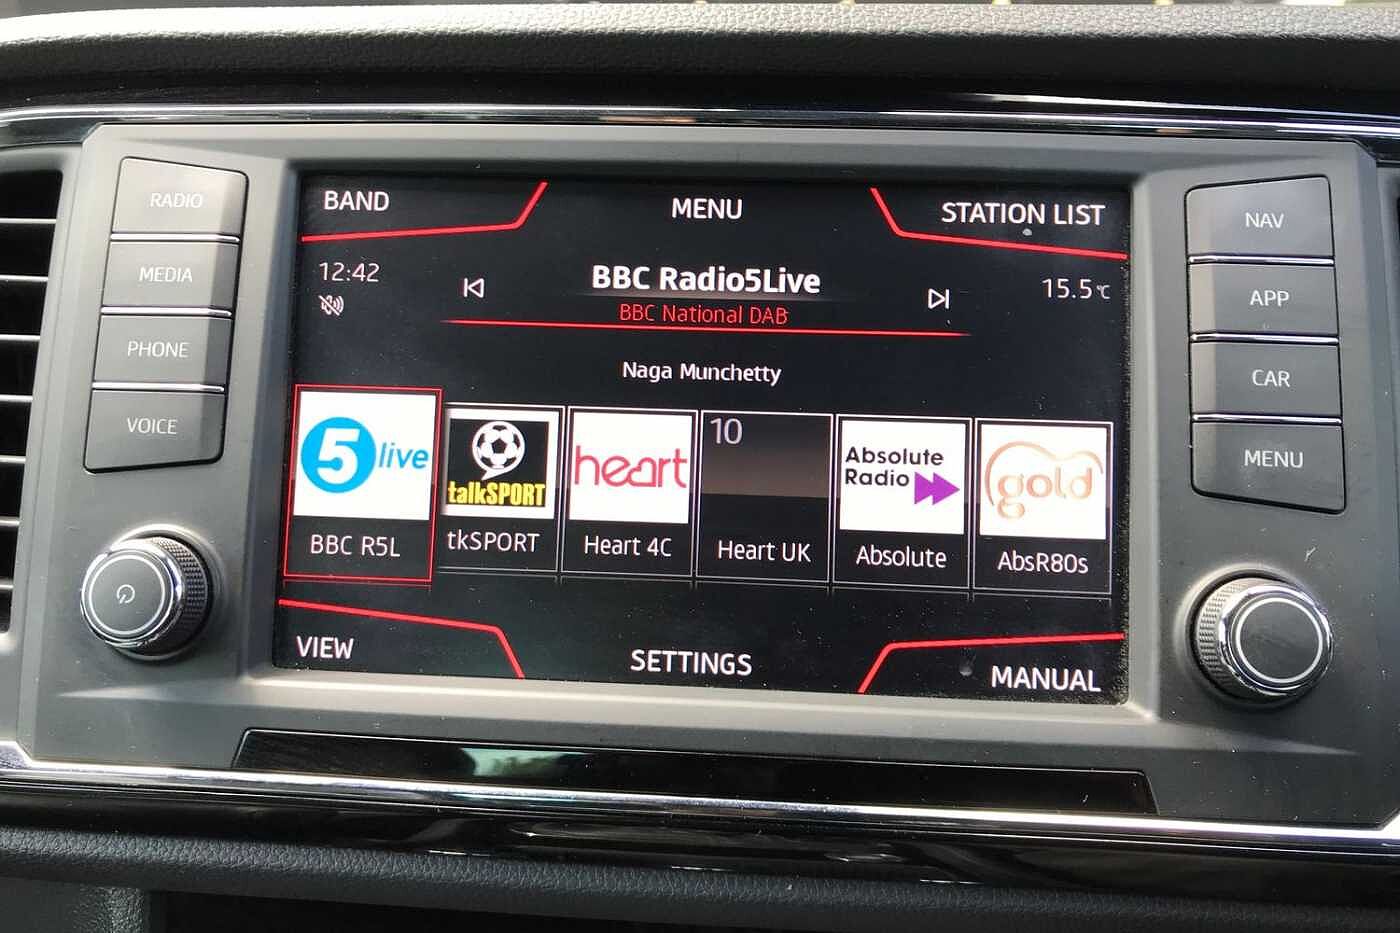 RADIO
MEDIA
PHONE
VOICE
BAND
MENU
STATION LIST
12:42
BBC Radio5Live
15.5°C
BBC National DAB
Naga Munchetty
5 live
BBC R5L
talkSPORT
tkSPORT
heart
Heart 4C
10
Heart UK
Absolute
Radio
Absolute
gold
AbsR80s
VIEW
SETTINGS
MANUAL
NAV
APP
CAR
MENU